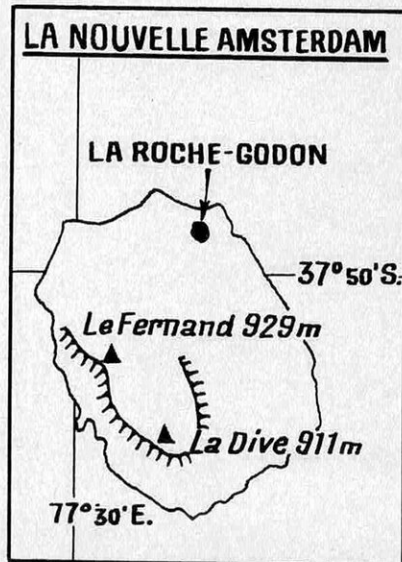 LA NOUVELLE AMSTERDAM
LA ROCHE-GODON
37°50'S.
Le Fernand 929m
La Dive 911m
77°30'E.